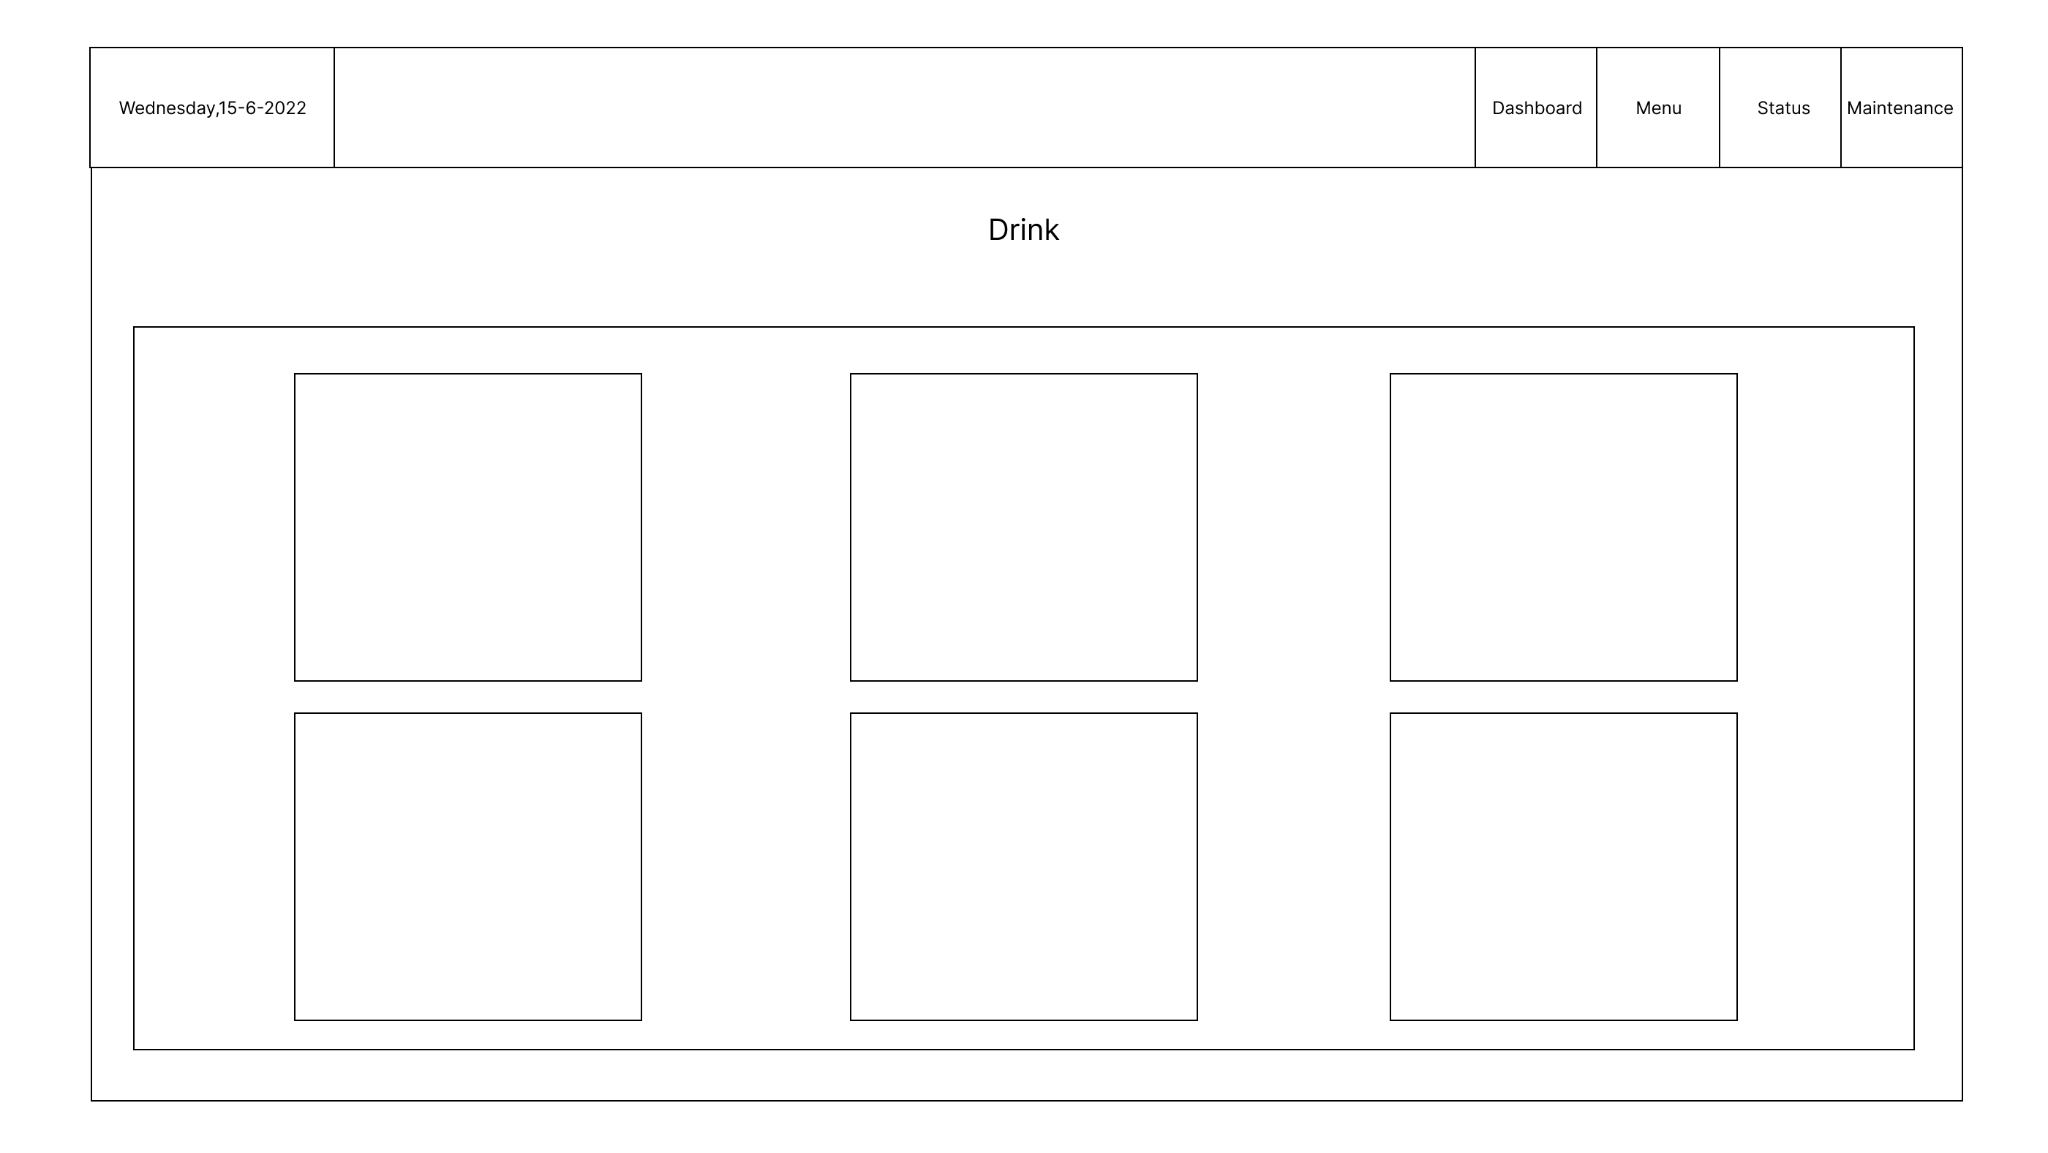 Wednesday,15-6-2022
Dashboard
Menu
Status
Maintenance
Drink